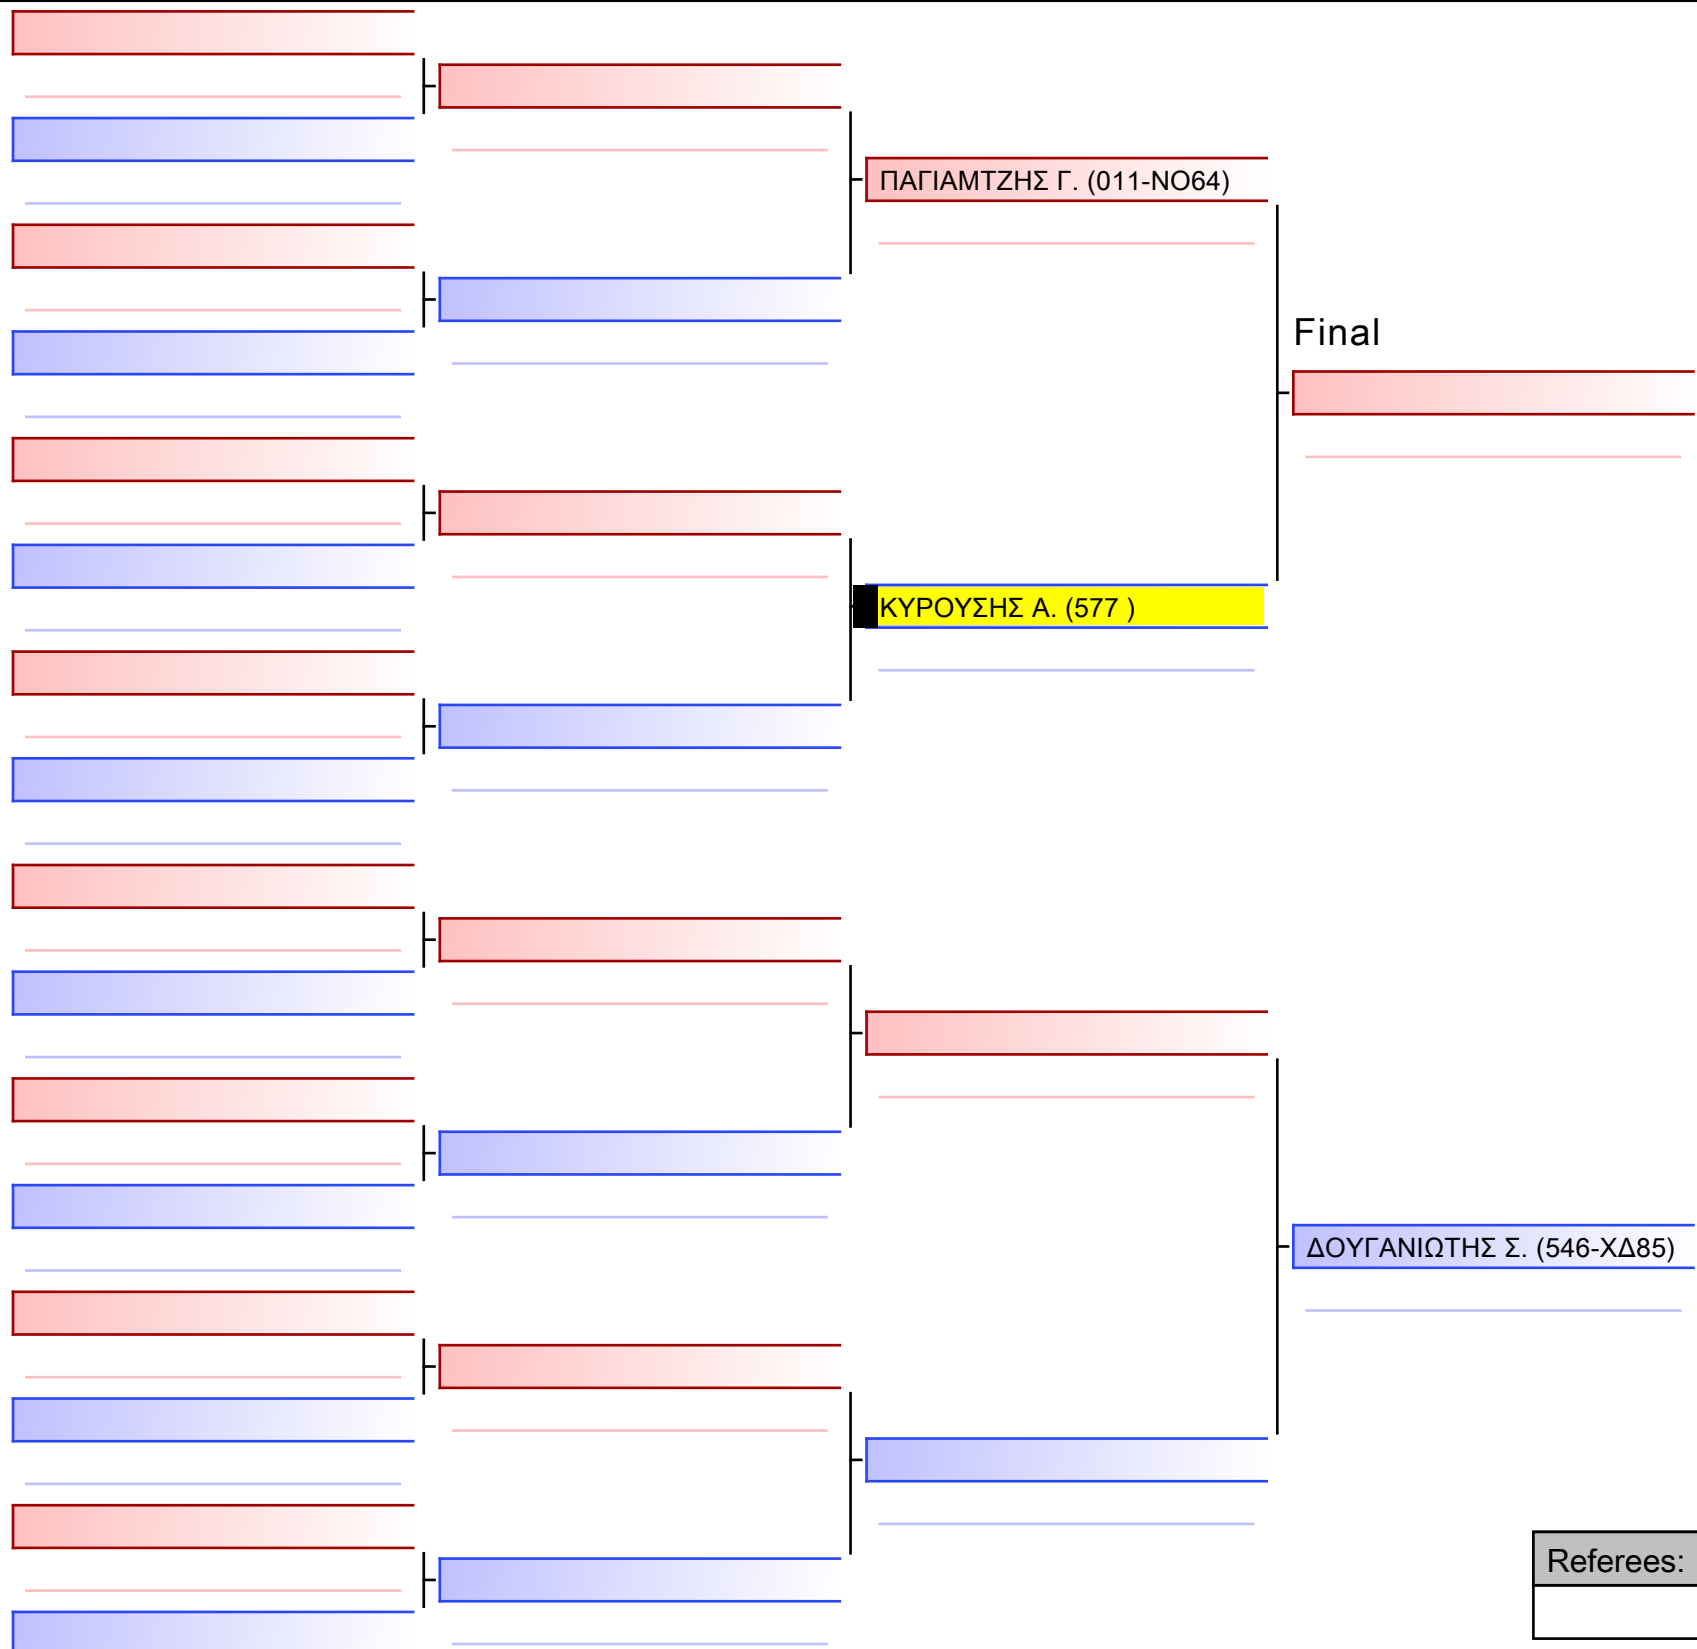 ΠΑΓΙΑΜΤΖΗΣ Γ. (011-ΝΟ64)
Final
ΚΥΡΟΥΣΗΣ Α. (577 )
ΔΟΥΓΑΝΙΩΤΗΣ Σ. (546-ΧΔ85)
Referees: